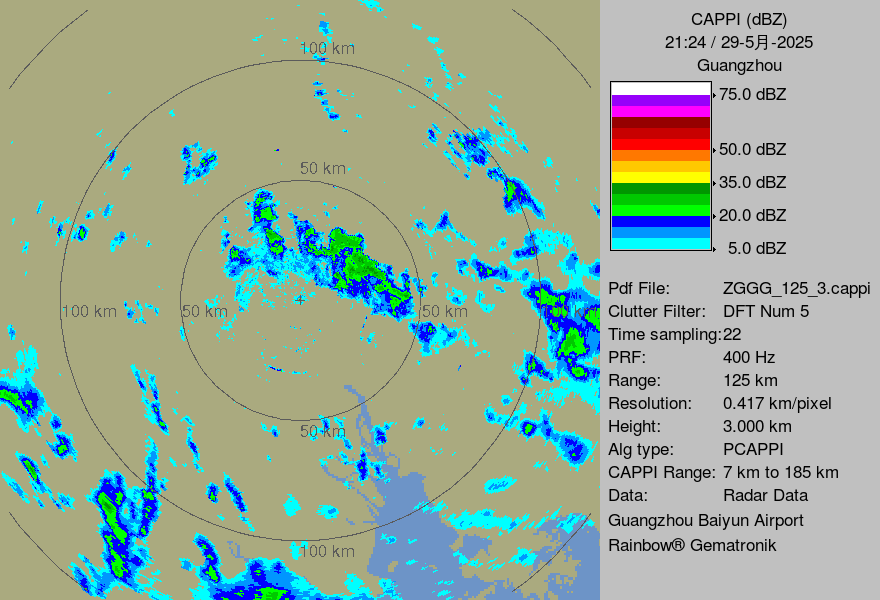 100 km
50 km
100 km
50 km
50 km
50 km
100 km
CAPPI (dBZ)
21:24 / 29-5月-2025
Guangzhou
75.0 dBZ
50.0 dBZ
35.0 dBZ
20.0 dBZ
5.0 dBZ
Pdf File: ZGGG_125_3.cappi
Clutter Filter: DFT Num 5
Time sampling:22
PRF: 400 Hz
Range: 125 km
Resolution: 0.417 km/pixel
Height: 3.000 km
Alg type: PCAPPI
CAPPI Range: 7 km to 185 km
Data: Radar Data
Guangzhou Baiyun Airport
Rainbow® Gematronik